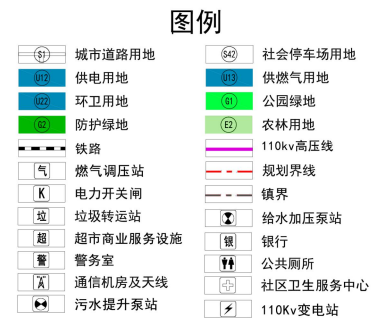 图例
S1 城市道路用地
S42 社会停车场用地
U12 供电用地
U13 供燃气用地
U22 环卫用地
G1 公园绿地
G2 防护绿地
E2 农林用地
铁路
110kv高压线
气 燃气调压站
规划界线
K 电力开关闸
镇界
垃 垃圾转运站
给水加压泵站
超 超市商业服务设施
银 银行
警 警务室
公共厕所
通信机房及天线
社区卫生服务中心
污水提升泵站
110Kv变电站